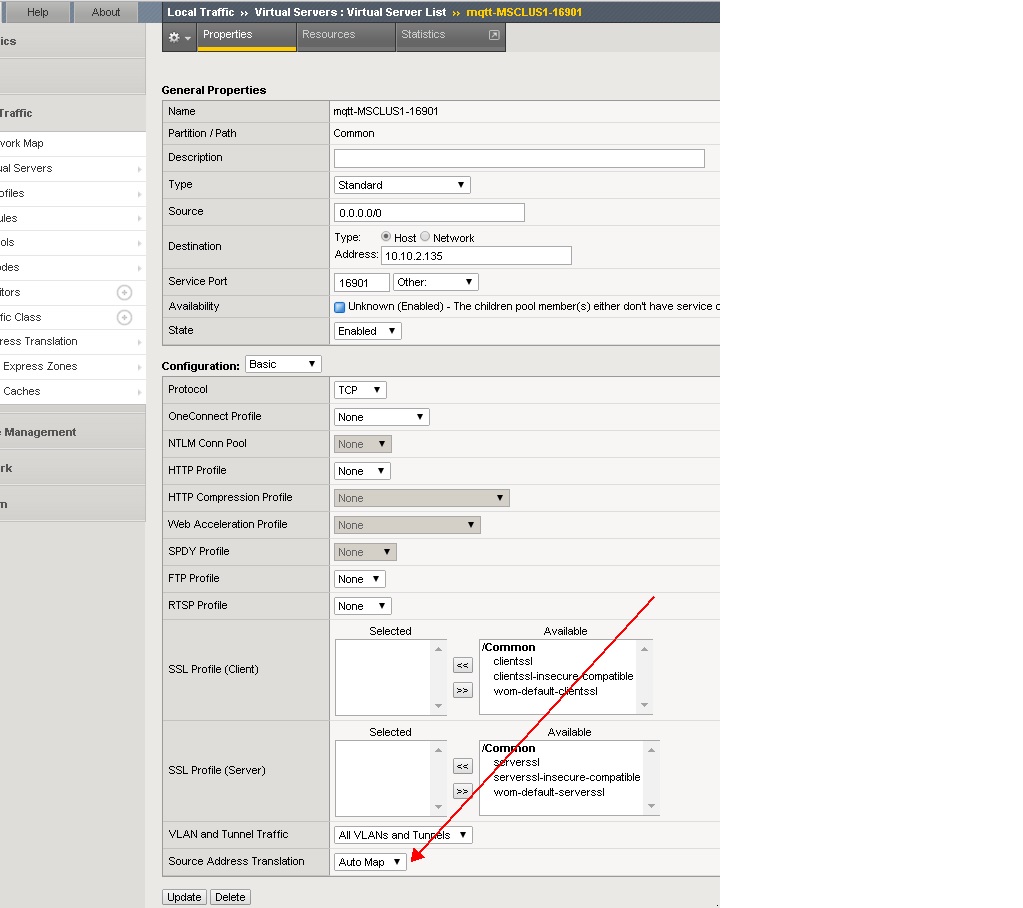 Help About
Local Traffic ›› Virtual Servers : Virtual Server List ›› mqtt-MSCLUS1-16901
Properties Resources Statistics
ics
Traffic
work Map
ual Servers
ofiles
ules
ols
odes
itors
fic Class
ress Translation
Express Zones
Caches
e Management
rk
m
General Properties
Name mqtt-MSCLUS1-16901
Partition / Path Common
Description
Type Standard
Source 0.0.0.0/0
Destination
Type: Host Network
Address: 10.10.2.135
Service Port 16901 Other:
Availability Unknown (Enabled) - The children pool member(s) either don't have service c
State Enabled
Configuration: Basic
Protocol TCP
OneConnect Profile None
NTLM Conn Pool None
HTTP Profile None
HTTP Compression Profile None
Web Acceleration Profile None
SPDY Profile None
FTP Profile None
RTSP Profile None
SSL Profile (Client)
Selected Available
/Common
clientssl
clientssl-insecure-compatible
wom-default-clientssl
<<
>>
SSL Profile (Server)
Selected Available
/Common
serverssl
serverssl-insecure-compatible
wom-default-serverssl
<<
>>
VLAN and Tunnel Traffic All VLANs and Tunnels
Source Address Translation Auto Map
Update Delete